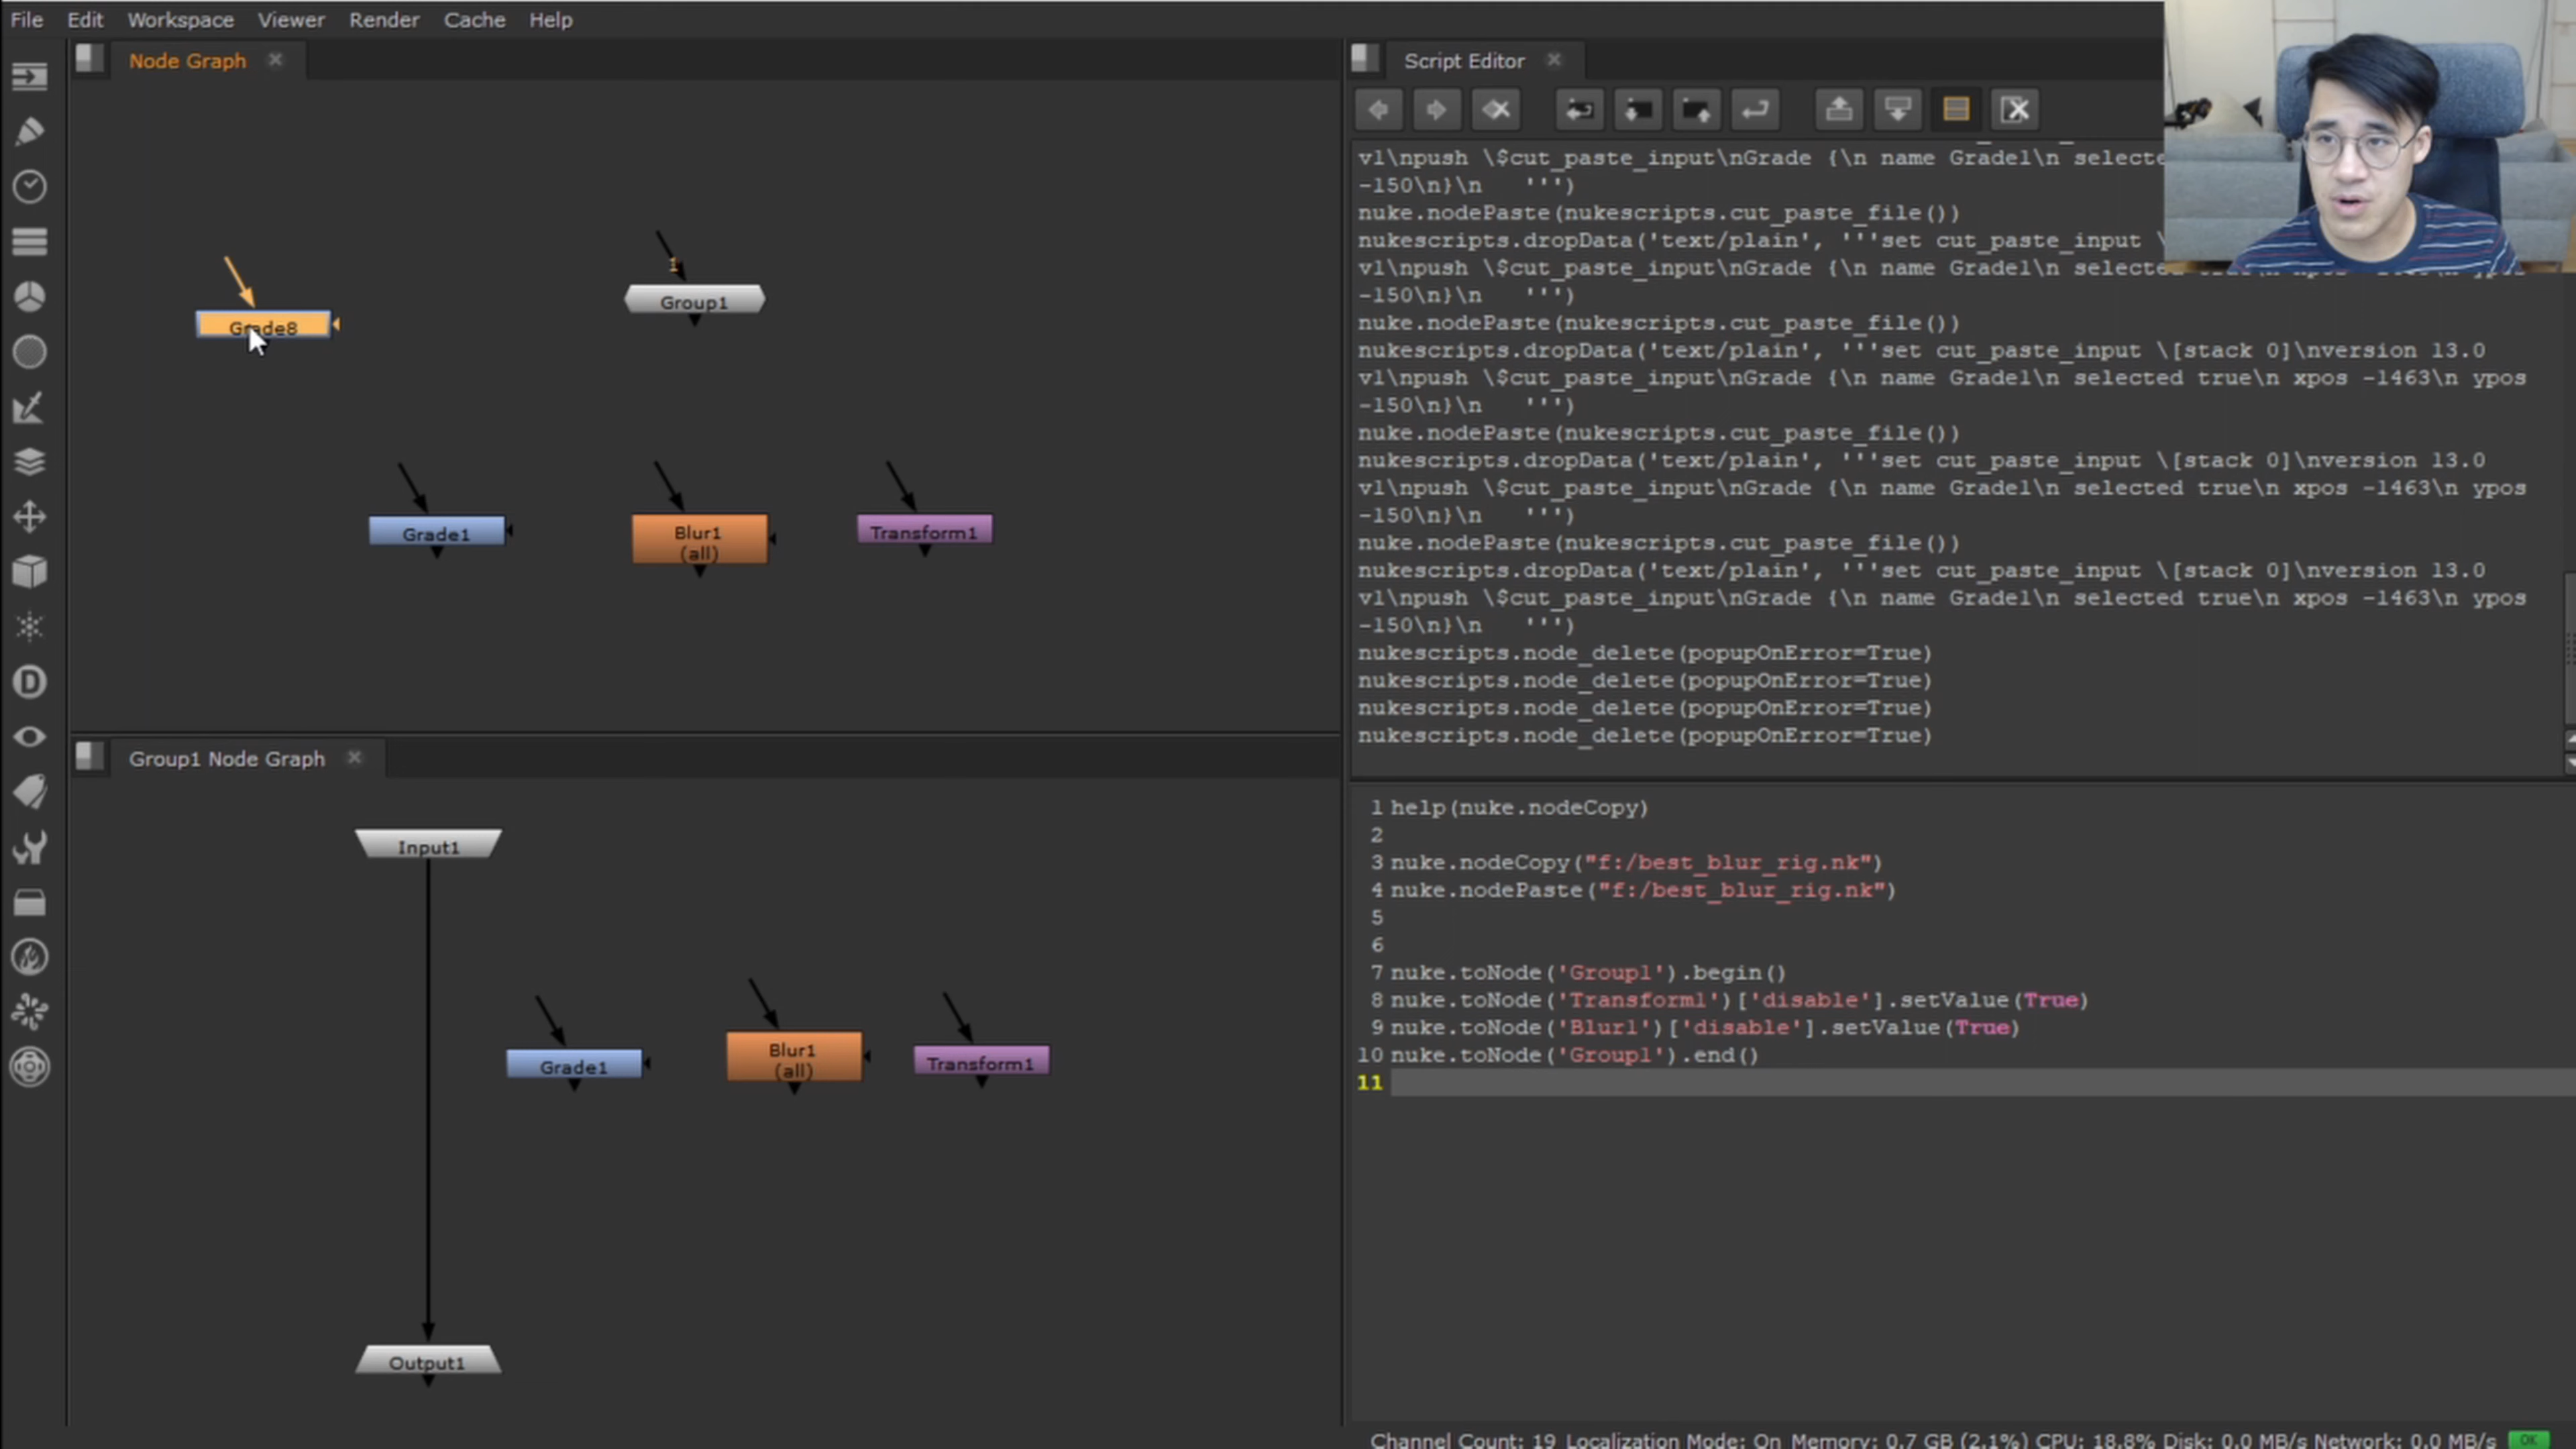 File Edit Workspace Viewer Render Cache Help
Node Graph
Grade8
1
Group1
Grade1
Blur1
(all)
Transform1
Group1 Node Graph
Input1
Grade1
Blur1
(all)
Transform1
Output1
Script Editor
v1\npush \$cut_paste_input\nGrade {\n name Grade1\n selecte
-150\n}\n   ''')
nuke.nodePaste(nukescripts.cut_paste_file())
nukescripts.dropData('text/plain', '''set cut_paste_input \
v1\npush \$cut_paste_input\nGrade {\n name Grade1\n selecte
-150\n}\n   ''')
nuke.nodePaste(nukescripts.cut_paste_file())
nukescripts.dropData('text/plain', '''set cut_paste_input \[stack 0]\nversion 13.0
v1\npush \$cut_paste_input\nGrade {\n name Grade1\n selected true\n xpos -1463\n ypos
-150\n}\n   ''')
nuke.nodePaste(nukescripts.cut_paste_file())
nukescripts.dropData('text/plain', '''set cut_paste_input \[stack 0]\nversion 13.0
v1\npush \$cut_paste_input\nGrade {\n name Grade1\n selected true\n xpos -1463\n ypos
-150\n}\n   ''')
nuke.nodePaste(nukescripts.cut_paste_file())
nukescripts.dropData('text/plain', '''set cut_paste_input \[stack 0]\nversion 13.0
v1\npush \$cut_paste_input\nGrade {\n name Grade1\n selected true\n xpos -1463\n ypos
-150\n}\n   ''')
nukescripts.node_delete(popupOnError=True)
nukescripts.node_delete(popupOnError=True)
nukescripts.node_delete(popupOnError=True)
nukescripts.node_delete(popupOnError=True)
1 help(nuke.nodeCopy)
2
3 nuke.nodeCopy("f:/best_blur_rig.nk")
4 nuke.nodePaste("f:/best_blur_rig.nk")
5
6
7 nuke.toNode('Group1').begin()
8 nuke.toNode('Transform1')['disable'].setValue(True)
9 nuke.toNode('Blur1')['disable'].setValue(True)
10 nuke.toNode('Group1').end()
11
Channel Count: 19 Localization Mode: On Memory: 0.7 GB (2.1%) CPU: 18.8% Disk: 0.0 MB/s Network: 0.0 MB/s OK